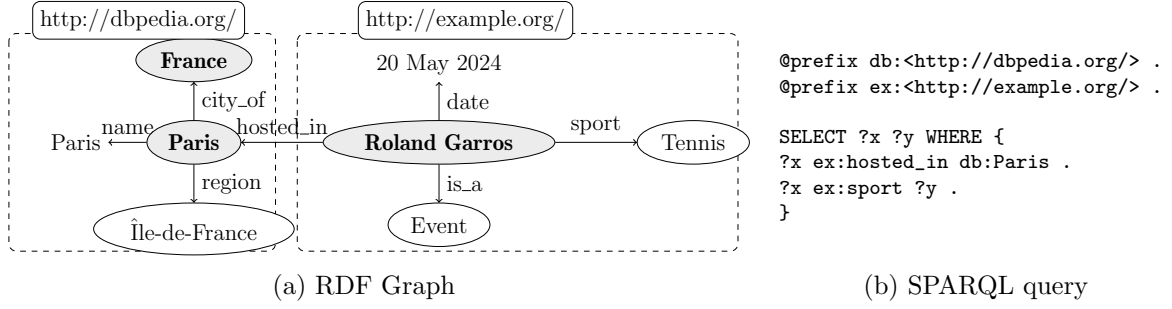 http://dbpedia.org/
http://example.org/
France
20 May 2024
city_of
date
Paris
name
Paris
hosted_in
Roland Garros
sport
Tennis
region
is_a
Île-de-France
Event
(a) RDF Graph
@prefix db:<http://dbpedia.org/> .
@prefix ex:<http://example.org/> .
SELECT ?x ?y WHERE {
?x ex:hosted_in db:Paris .
?x ex:sport ?y .
}
(b) SPARQL query